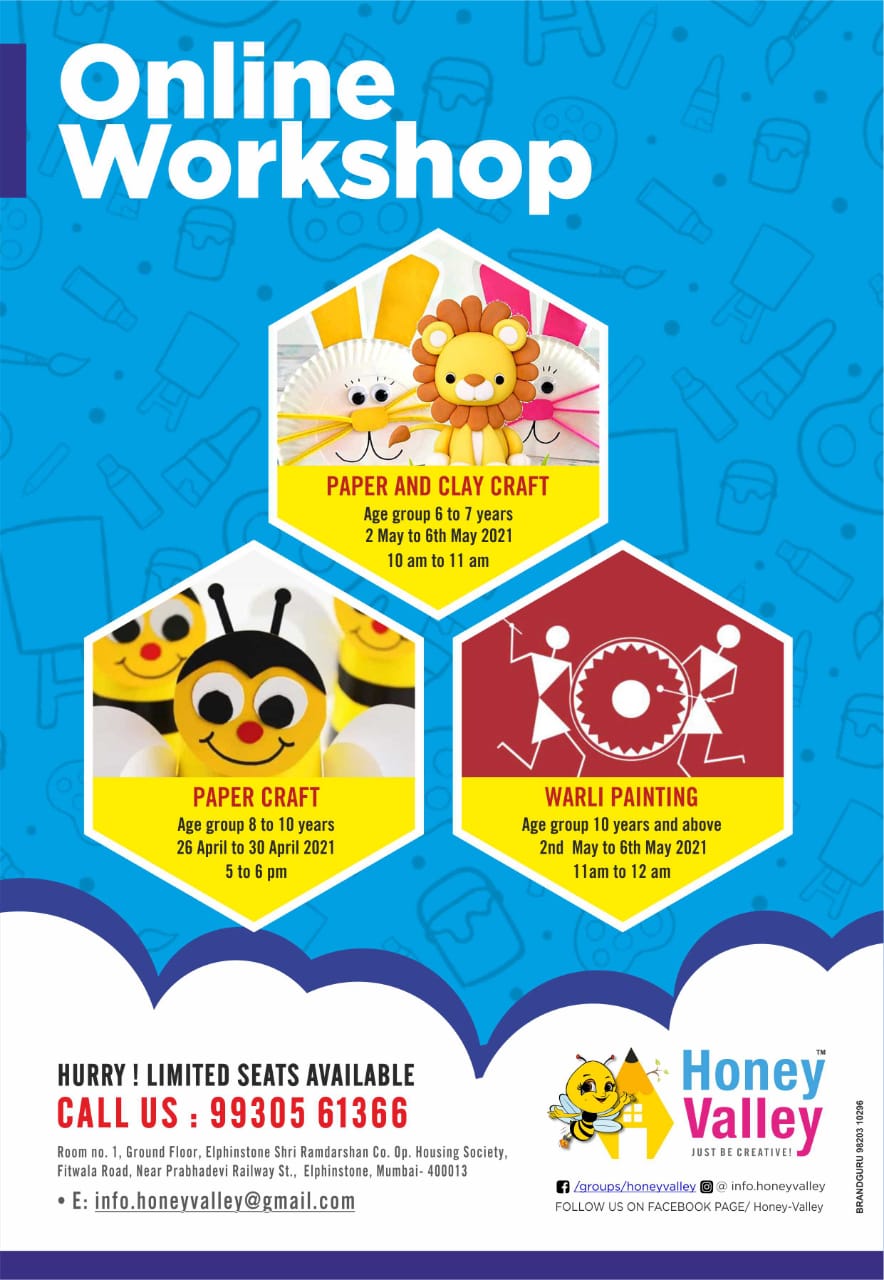 Online
Workshop
PAPER AND CLAY CRAFT
Age group 6 to 7 years
2 May to 6th May 2021
10 am to 11 am
PAPER CRAFT
Age group 8 to 10 years
26 April to 30 April 2021
5 to 6 pm
WARLI PAINTING
Age group 10 years and above
2nd May to 6th May 2021
11am to 12 am
HURRY ! LIMITED SEATS AVAILABLE
CALL US : 99305 61366
Room no. 1, Ground Floor, Elphinstone Shri Ramdarshan Co. Op. Housing Society,
Fitwala Road, Near Prabhadevi Railway St., Elphinstone, Mumbai- 400013
• E: info.honeyvalley@gmail.com
Honey™
Valley
JUST BE CREATIVE!
/groups/honeyvalley @ info.honeyvalley
FOLLOW US ON FACEBOOK PAGE/ Honey-Valley
BRANDGURU 98203 10296